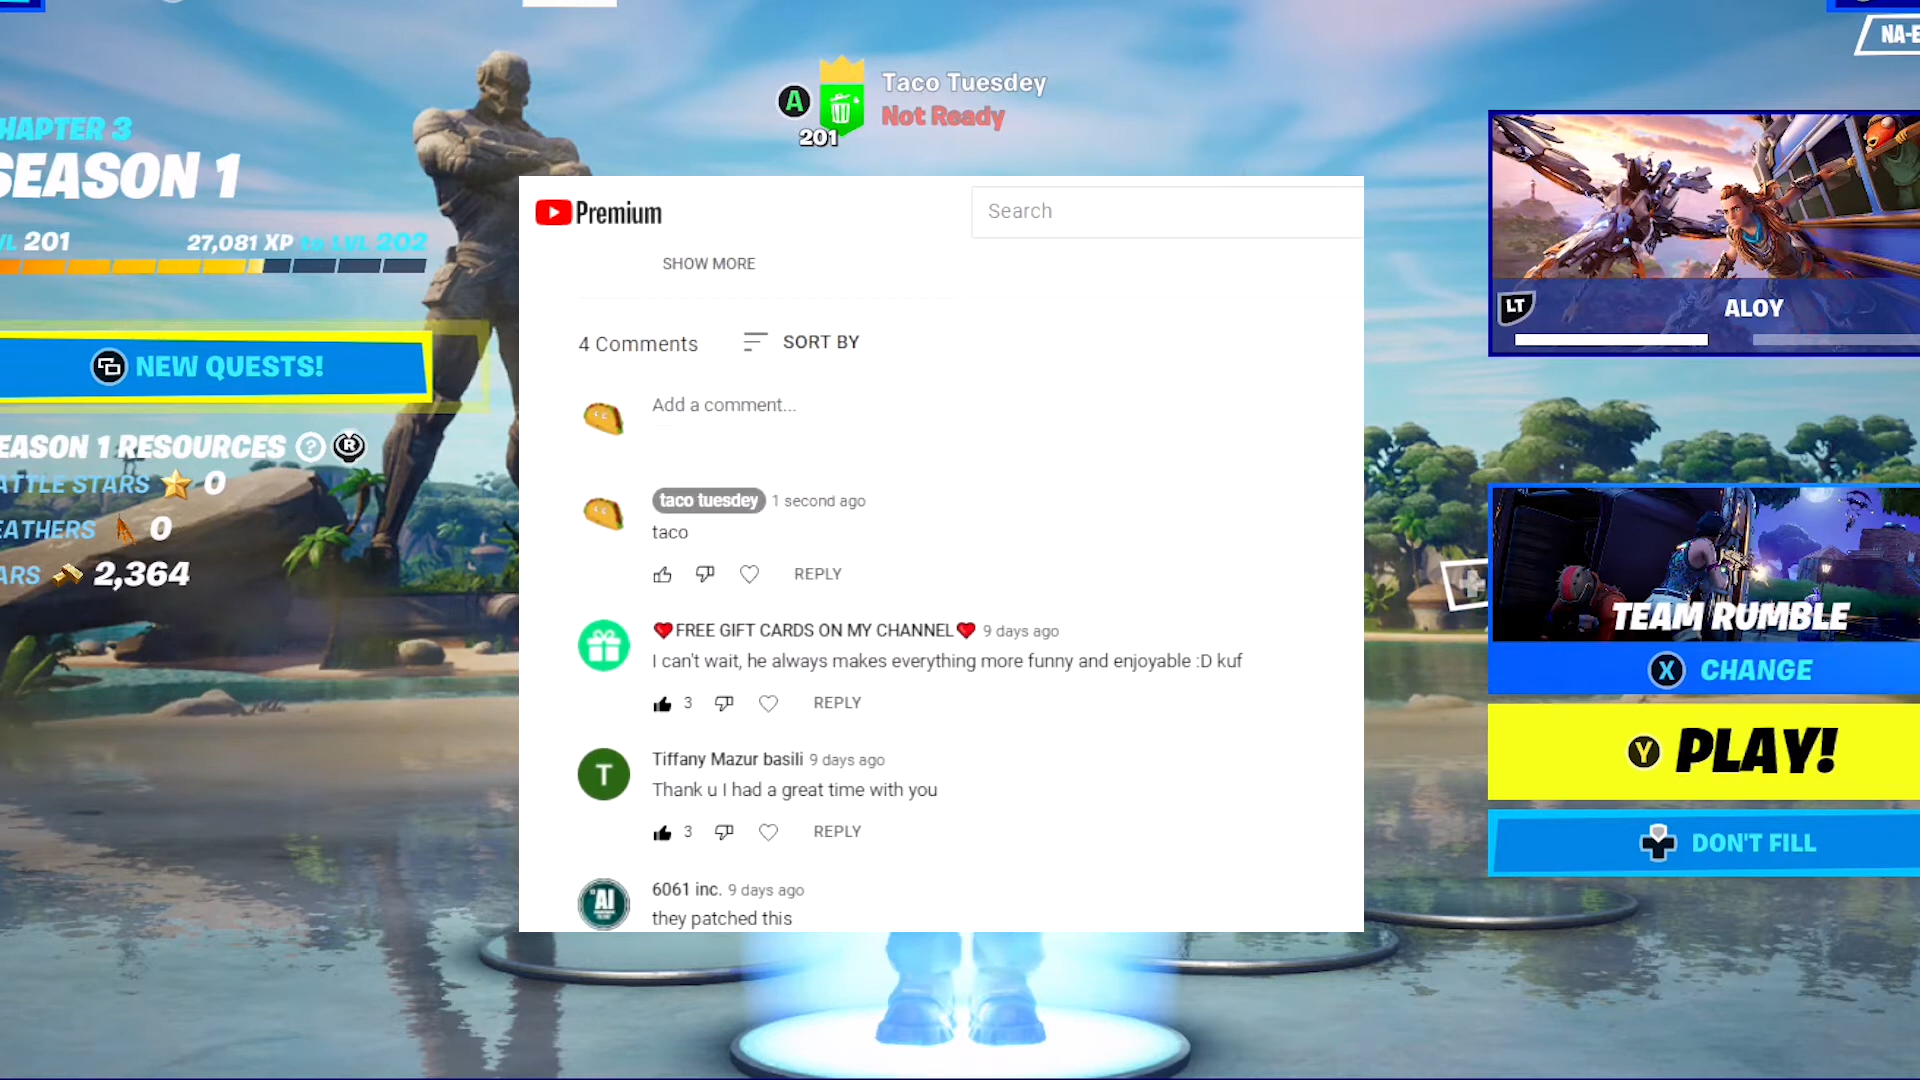 NA-E
Taco Tuesdey
A
Not Ready
201
HAPTER 3
SEASON 1
201
27,081 XP to LVL 202
NEW QUESTS!
EASON 1 RESOURCES ? R
ATTLE STARS 0
EATHERS 0
ARS 2,364
Premium
Search
SHOW MORE
4 Comments
SORT BY
Add a comment...
taco tuesdey 1 second ago
taco
REPLY
❤️FREE GIFT CARDS ON MY CHANNEL❤️ 9 days ago
I can't wait, he always makes everything more funny and enjoyable :D kuf
3 REPLY
T
Tiffany Mazur basili 9 days ago
Thank u I had a great time with you
3 REPLY
AI
6061 inc. 9 days ago
they patched this
LT
ALOY
TEAM RUMBLE
X CHANGE
Y PLAY!
DON'T FILL